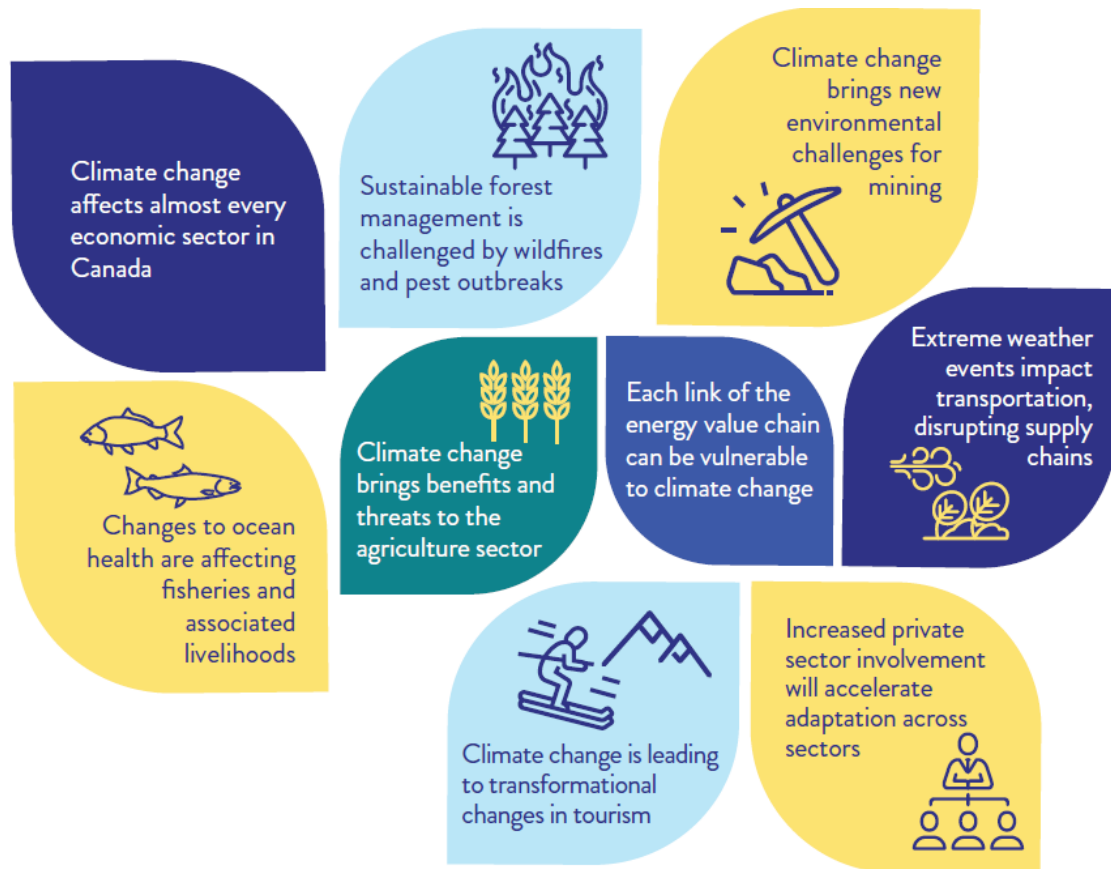 Climate change
affects almost every
economic sector in
Canada
Sustainable forest
management is
challenged by wildfires
and pest outbreaks
Climate change
brings new
environmental
challenges for
mining
Changes to ocean
health are affecting
fisheries and
associated
livelihoods
Climate change
brings benefits and
threats to the
agriculture sector
Each link of the
energy value chain
can be vulnerable
to climate change
Extreme weather
events impact
transportation,
disrupting supply
chains
Climate change is leading
to transformational
changes in tourism
Increased private
sector involvement
will accelerate
adaptation across
sectors